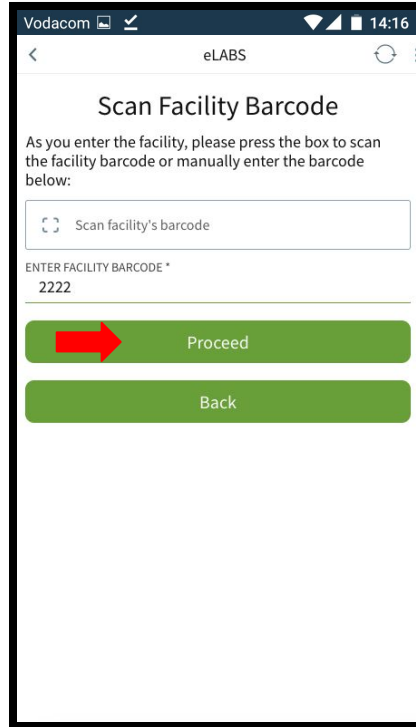 Vodacom 14:16
eLABS
Scan Facility Barcode
As you enter the facility, please press the box to scan
the facility barcode or manually enter the barcode
below:
Scan facility's barcode
ENTER FACILITY BARCODE *
2222
Proceed
Back